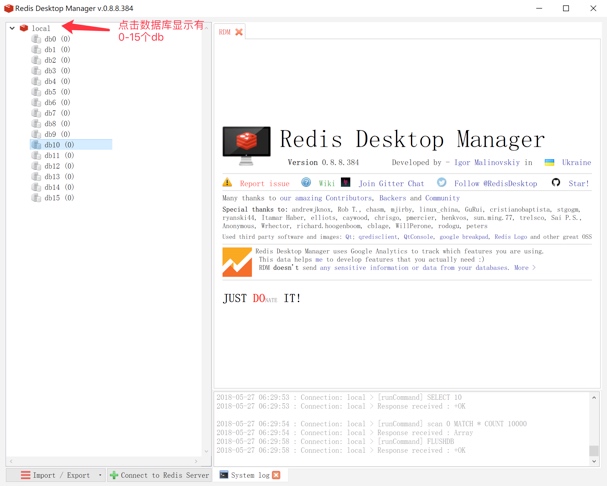 Redis Desktop Manager v.0.8.8.384
local
点击数据库显示有
0-15个db
db0 (0)
db1 (0)
db2 (0)
db3 (0)
db4 (0)
db5 (0)
db6 (0)
db7 (0)
db8 (0)
db9 (0)
db10 (0)
db11 (0)
db12 (0)
db13 (0)
db14 (0)
db15 (0)
Import / Export
Connect to Redis Server
RDM
Redis Desktop Manager
Version 0.8.8.384 Developed by - Igor Malinovskiy in Ukraine
Report issue Wiki Join Gitter Chat Follow @RedisDesktop Star!
Many thanks to our amazing Contributors, Backers and Community
Special thanks to: andrewjknox, Rob T., chasm, mjirby, linux_china, GuRui, cristianobaptista, stgogm,
ryanski44, Itamar Haber, elliots, caywood, chrisgo, pmercier, henkvos, sun.ming.77, trelsco, Sai P.S.,
Anonymous, Wrhector, richard.hoogenboom, cblage, WillPerone, rodogu, peters
Used third party software and images: Qt, qredisclient, QtConsole, google breakpad, Redis Logo and other great OSS
Redis Desktop Manager uses Google Analytics to track which features you are using.
This data helps me to develop features that you actually need :)
RDM doesn't send any sensitive information or data from your databases. More >
JUST DONATE IT!
2018-05-27 06:29:53 : Connection: local > [runCommand] SELECT 10
2018-05-27 06:29:53 : Connection: local > Response received : +OK
2018-05-27 06:29:54 : Connection: local > [runCommand] scan 0 MATCH * COUNT 10000
2018-05-27 06:29:54 : Connection: local > Response received : Array
2018-05-27 06:29:58 : Connection: local > [runCommand] FLUSHDB
2018-05-27 06:29:58 : Connection: local > Response received : +OK
System log